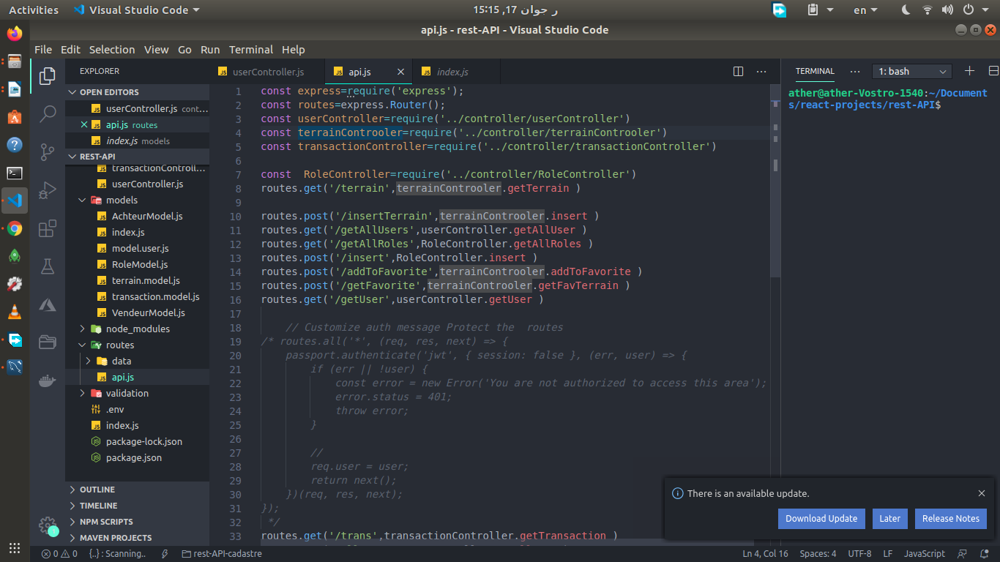 Activities
Visual Studio Code
15:15 ,17 ر جوان
en
api.js - rest-API - Visual Studio Code
File Edit Selection View Go Run Terminal Help
EXPLORER
OPEN EDITORS
userController.js cont...
api.js routes
index.js models
REST-API
transactionControll...
userController.js
models
AchteurModel.js
index.js
model.user.js
RoleModel.js
terrain.model.js
transaction.model.js
VendeurModel.js
node_modules
routes
data
api.js
validation
.env
index.js
package-lock.json
package.json
OUTLINE
TIMELINE
NPM SCRIPTS
MAVEN PROJECTS
1
userController.js
api.js
index.js
1 const express=require('express');
2 const routes=express.Router();
3 const userController=require('../controller/userController')
4 const terrainControoler=require('../controller/terrainControoler')
5 const transactionController=require('../controller/transactionController')
6
7 const  RoleController=require('../controller/RoleController')
8 routes.get('/terrain',terrainControoler.getTerrain )
9
10 routes.post('/insertTerrain',terrainControoler.insert )
11 routes.get('/getAllUsers',userController.getAllUser )
12 routes.get('/getAllRoles',RoleController.getAllRoles )
13 routes.post('/insert',RoleController.insert )
14 routes.post('/addToFavorite',terrainControoler.addToFavorite )
15 routes.post('/getFavorite',terrainControoler.getFavTerrain )
16 routes.get('/getUser',userController.getUser )
17
18     // Customize auth message Protect the  routes
19 /* routes.all('*', (req, res, next) => {
20     passport.authenticate('jwt', { session: false }, (err, user) => {
21         if (err || !user) {
22             const error = new Error('You are not authorized to access this area');
23             error.status = 401;
24             throw error;
25         }
26
27         //
28         req.user = user;
29         return next();
30     })(req, res, next);
31 });
32  */
33 routes.get('/trans',transactionController.getTransaction )
TERMINAL
1: bash
ather@ather-Vostro-1540:~/Document
s/react-projects/rest-API$
There is an available update.
Download Update
Later
Release Notes
0 0
{..} : Scanning..
rest-API-cadastre
Ln 4, Col 16
Spaces: 4
UTF-8
LF
JavaScript